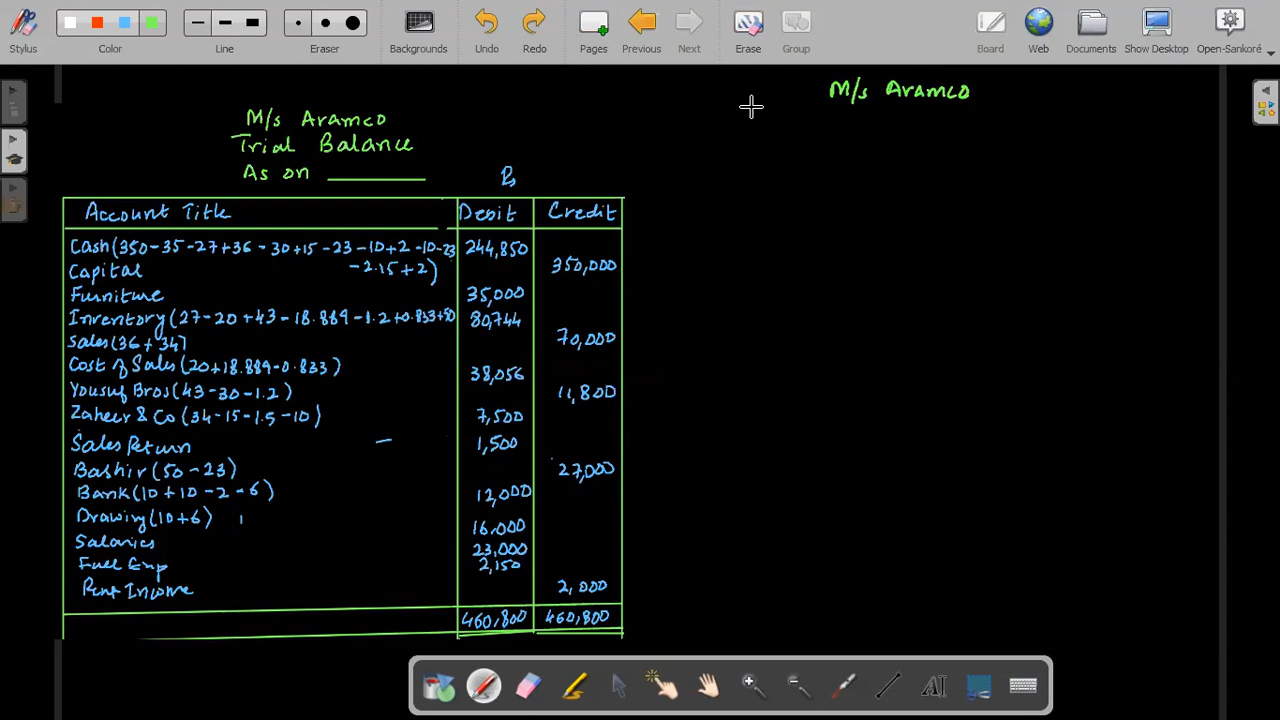 Stylus
Color
Line
Eraser
Backgrounds
Undo
Redo
Pages
Previous
Next
Erase
Group
Board
Web
Documents
Show Desktop
Open-Sankoré
M/s Aramco
Trial Balance
As on
Rs
Account Title Debit Credit
Cash(350-35-27+36-30+15-23-10+2-10-23 244,850
-2.15+2)
Capital 350,000
Furniture 35,000
Inventory(27-20+43-18.889-1.2+0.833+50 80,744
Sales(36+34) 70,000
Cost of Sales(20+18.889-0.833) 38,056
Yousuf Bros(43-30-1.2) 11,800
Zaheer & Co(34-15-1.5-10) 7,500
Sales Return 1,500
Bashir(50-23) 27,000
Bank(10+10-2-6) 12,000
Drawing(10+6) 16,000
Salaries 23,000
Fuel Exp 2,150
Rent Income 2,000
460,800 460,800
M/s Aramco